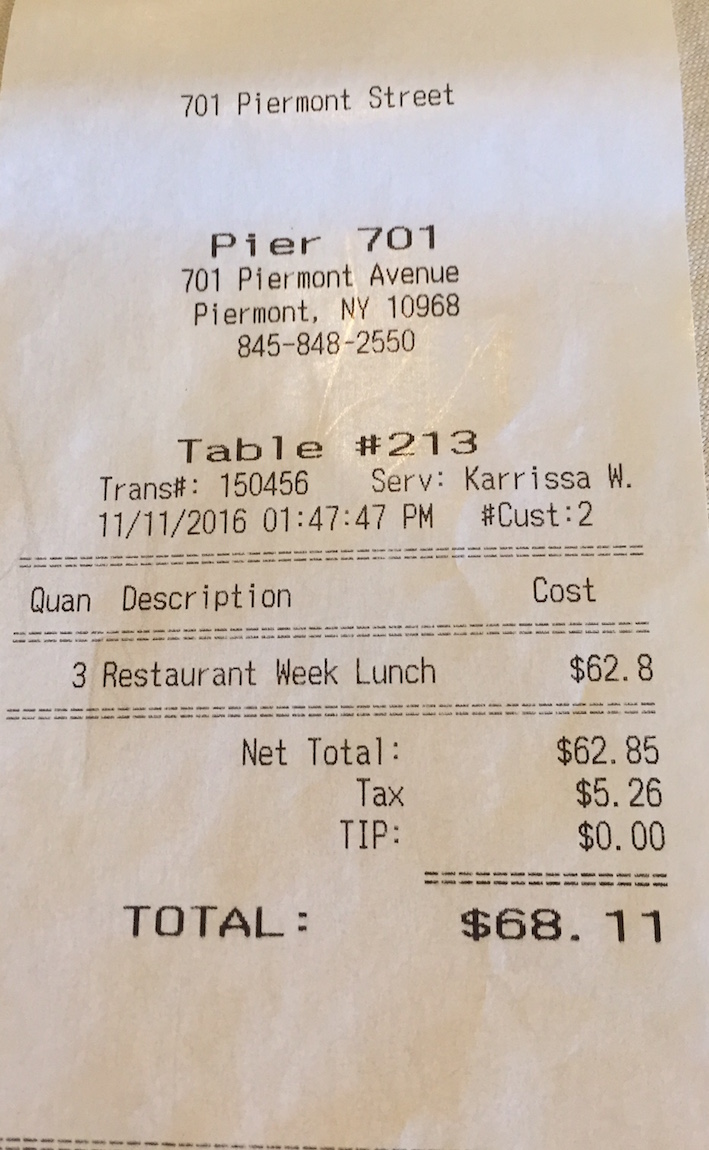 701 Piermont Street
Pier 701
701 Piermont Avenue
Piermont, NY 10968
845-848-2550
Table #213
Trans#: 150456 Serv: Karrissa W.
11/11/2016 01:47:47 PM #Cust:2
Quan Description Cost
3 Restaurant Week Lunch $62.8
Net Total: $62.85
Tax $5.26
TIP: $0.00
TOTAL: $68.11